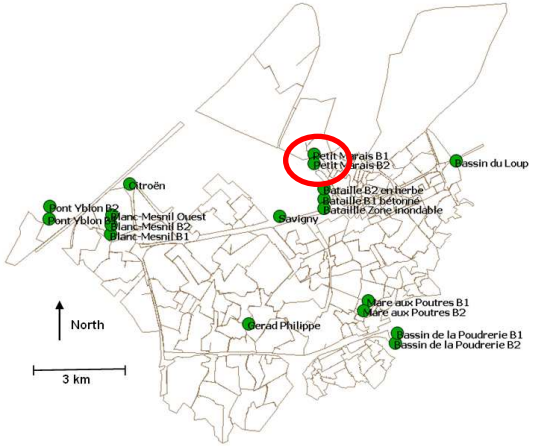 Petit Marais B1
Petit Marais B2
Bassin du Loup
Citroën
Bataille B2 en herbe
Bataille B1 bétonné
Bataille Zone inondable
Pont Yblon B2
Pont Yblon B
Blanc-Mesnil Ouest
Blanc-Mesnil B2
Blanc-Mesnil B1
Savigny
Mare aux Poutres B1
Mare aux Poutres B2
Gerad Philippe
Bassin de la Poudrerie B1
Bassin de la Poudrerie B2
North
3 km